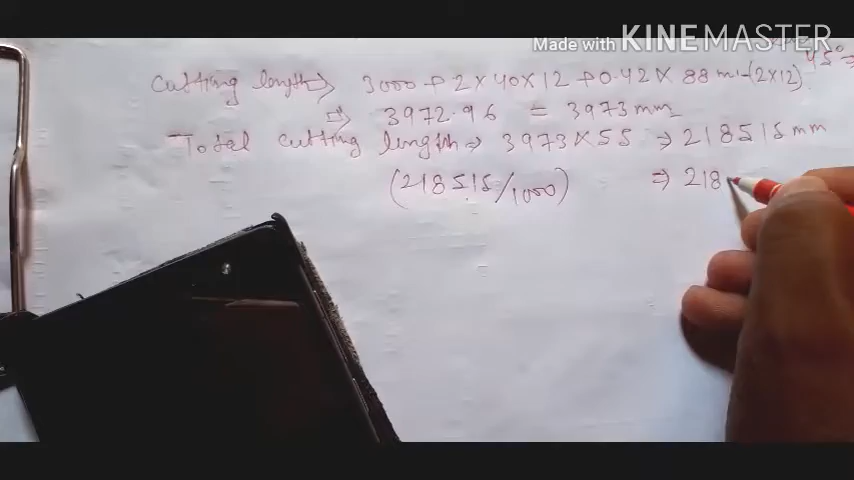 Made with KINEMASTER
45°
Cutting length ⇒ 3000 + 2×40×12 + 0.42× 88 m - (2×12)
⇒ 3972.96 = 3973 mm
Total cutting length ⇒ 3973×55 ⇒ 218515 mm
(218515/1000) ⇒ 218